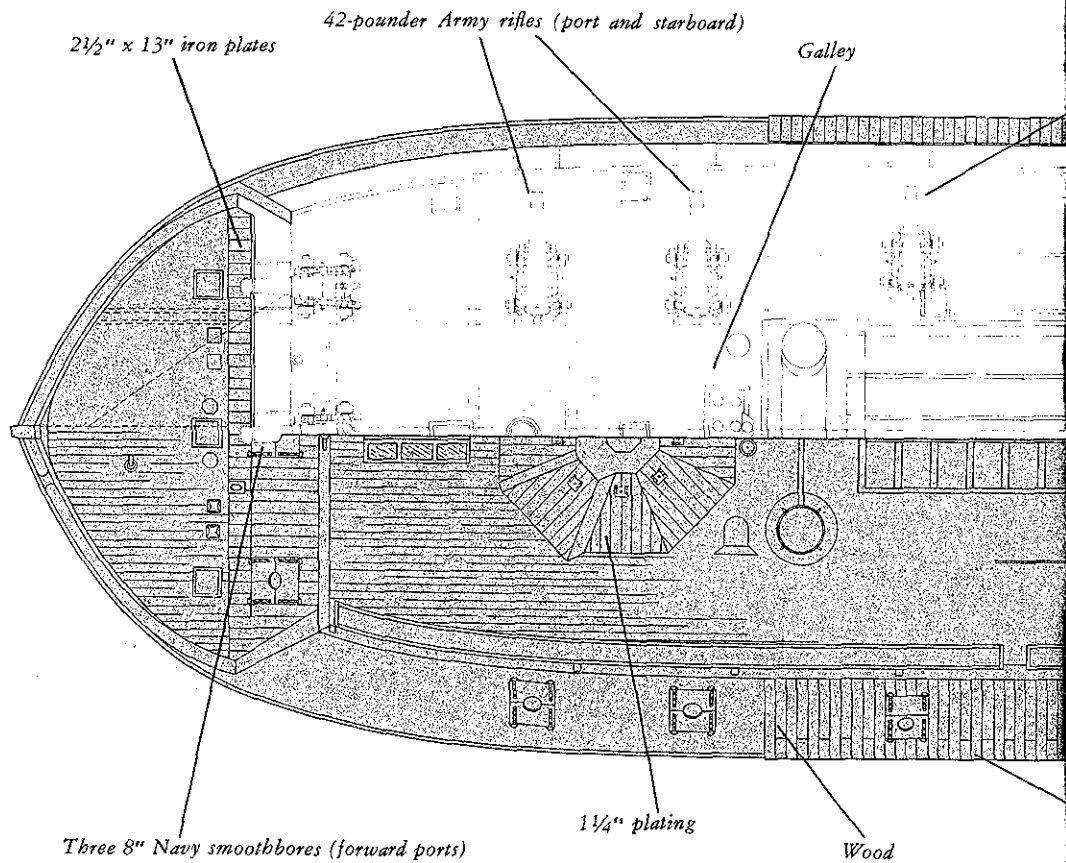 42-pounder Army rifles (port and starboard)
2½" x 13" iron plates
Galley
1¼" plating
Three 8" Navy smoothbores (forward ports)
Wood